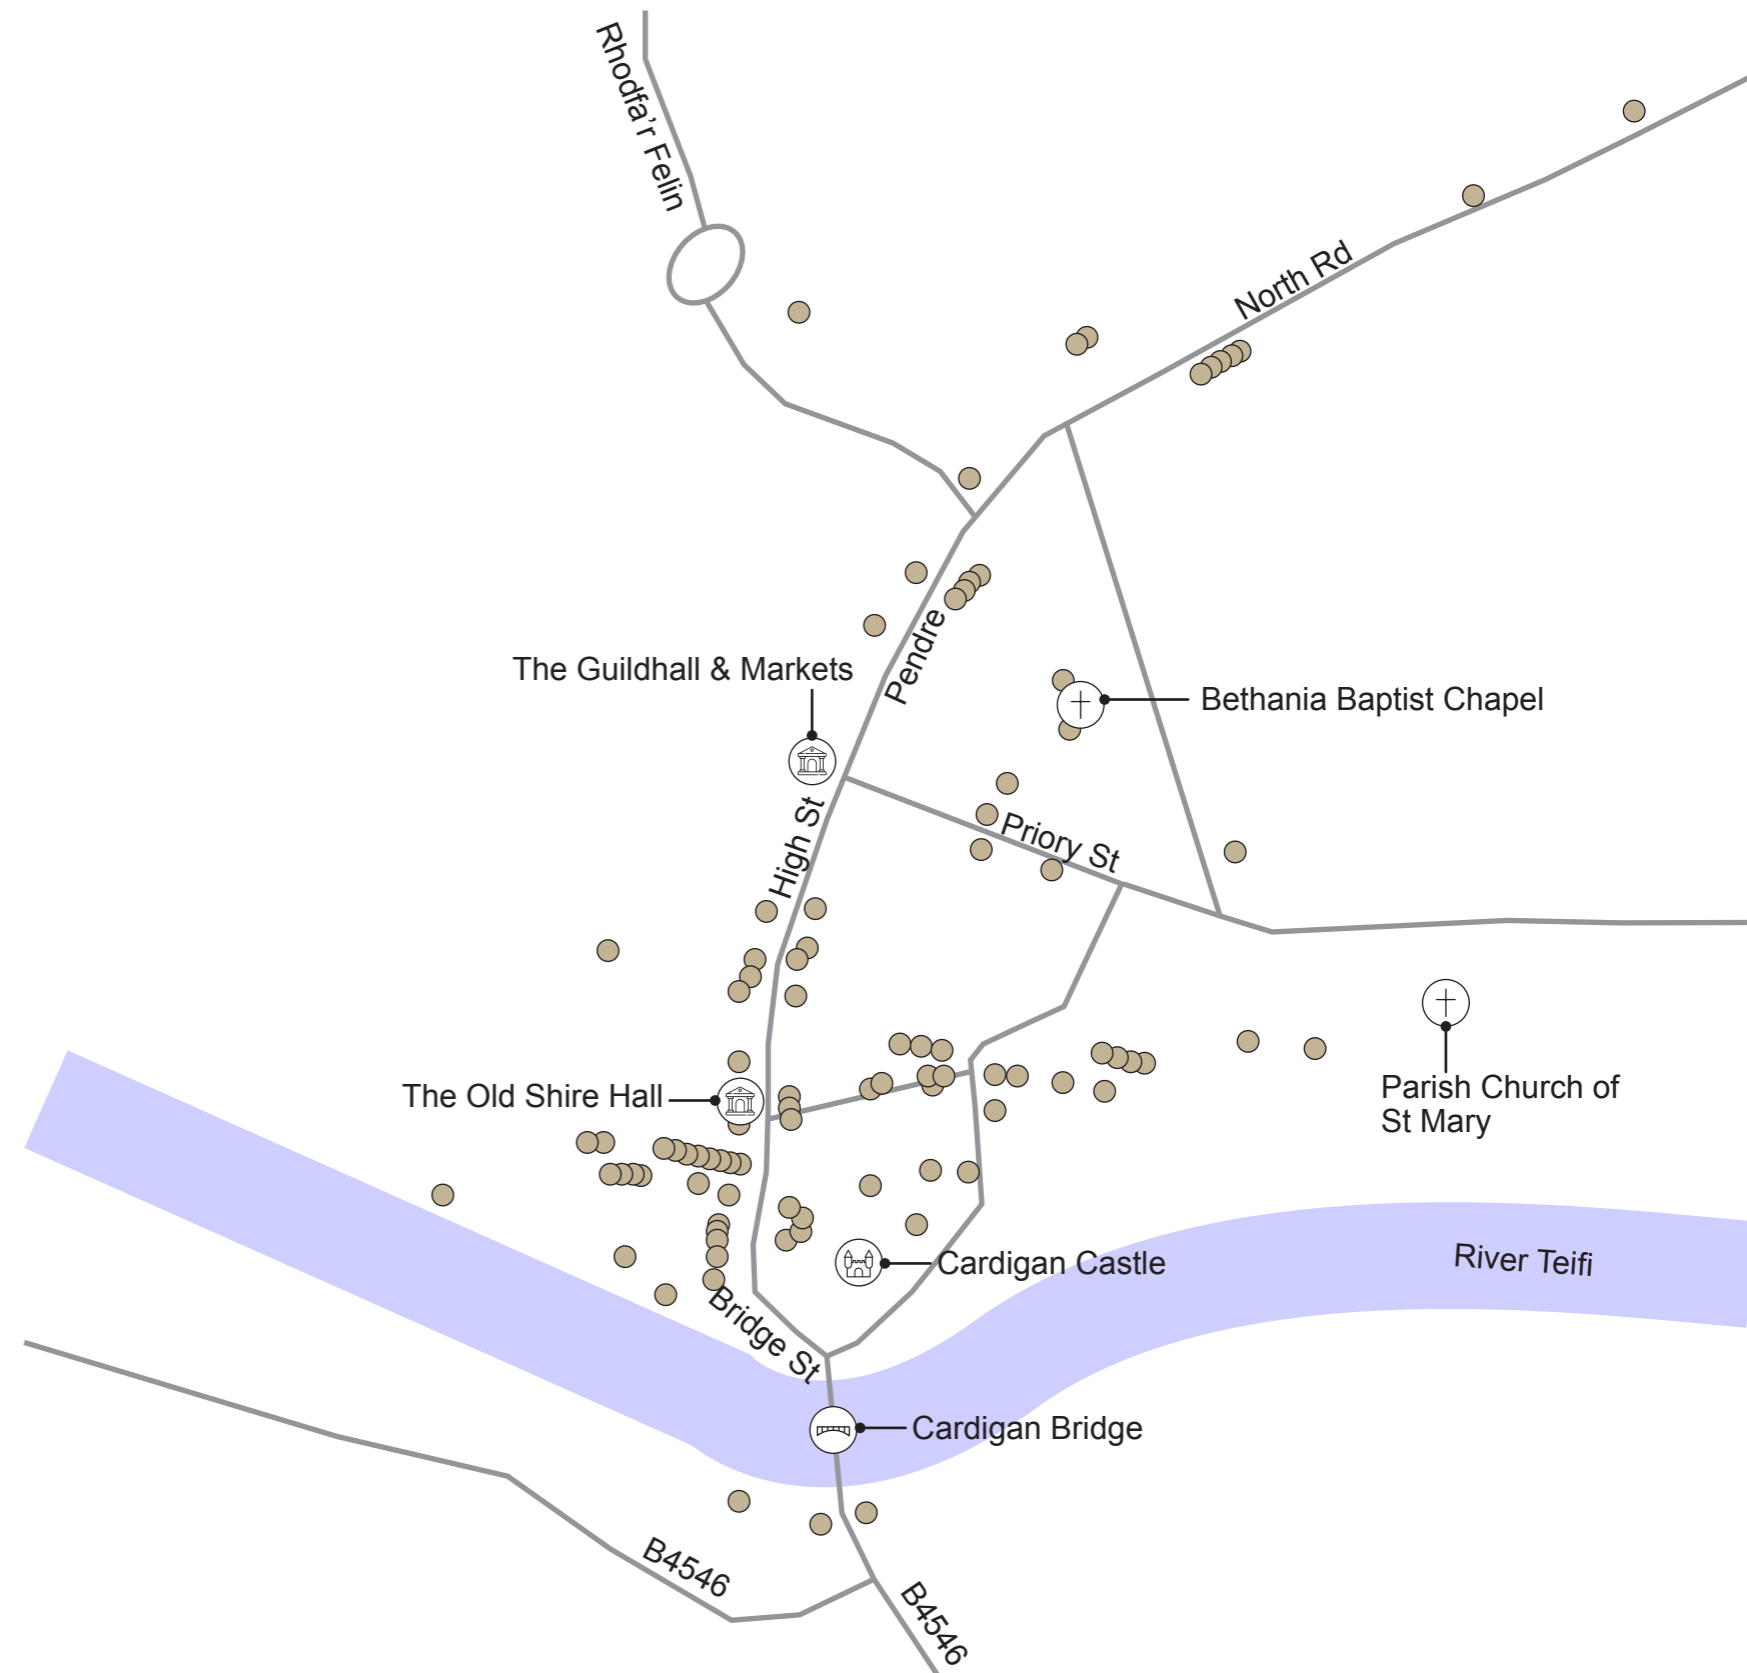 Rhodfa'r Felin
North Rd
Pendre
The Guildhall & Markets
Bethania Baptist Chapel
High St
Priory St
The Old Shire Hall
Parish Church of
St Mary
Cardigan Castle
River Teifi
Bridge St
Cardigan Bridge
B4546
B4546